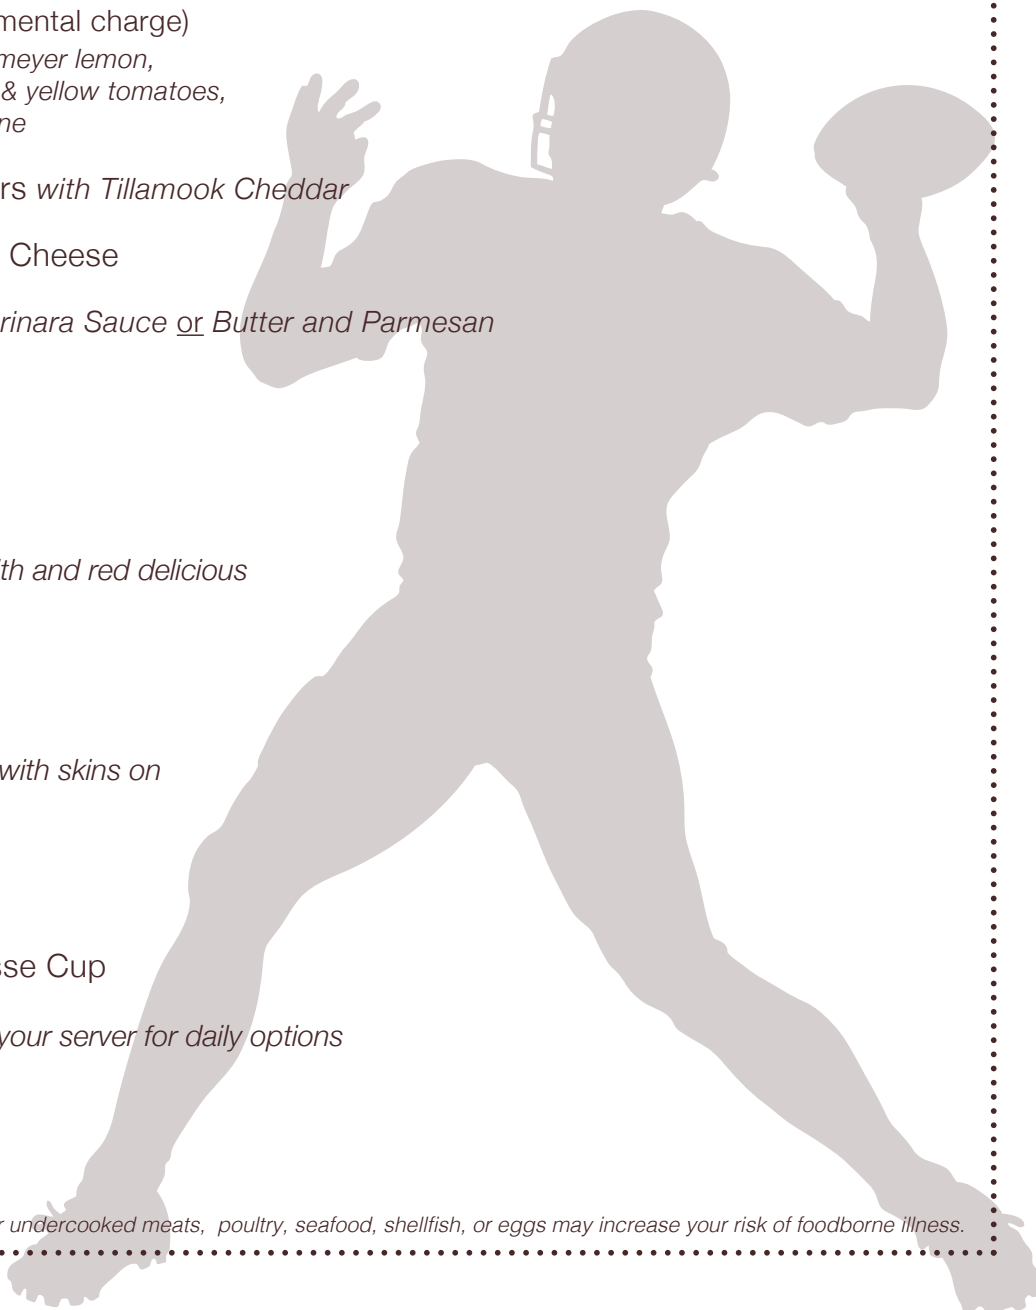 mental charge)
meyer lemon,
& yellow tomatoes,
ne
rs with Tillamook Cheddar
Cheese
rinara Sauce or Butter and Parmesan
th and red delicious
with skins on
sse Cup
your server for daily options
r undercooked meats, poultry, seafood, shellfish, or eggs may increase your risk of foodborne illness.